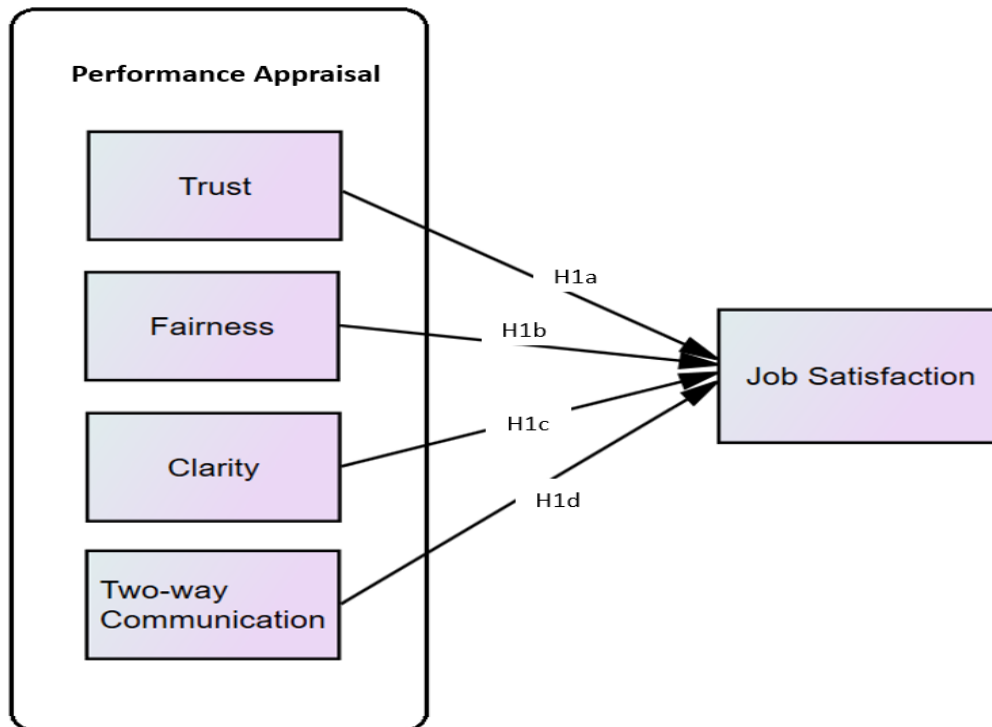 Performance Appraisal
Trust
H1a
Fairness
H1b
Job Satisfaction
Clarity
H1c
H1d
Two-way
Communication